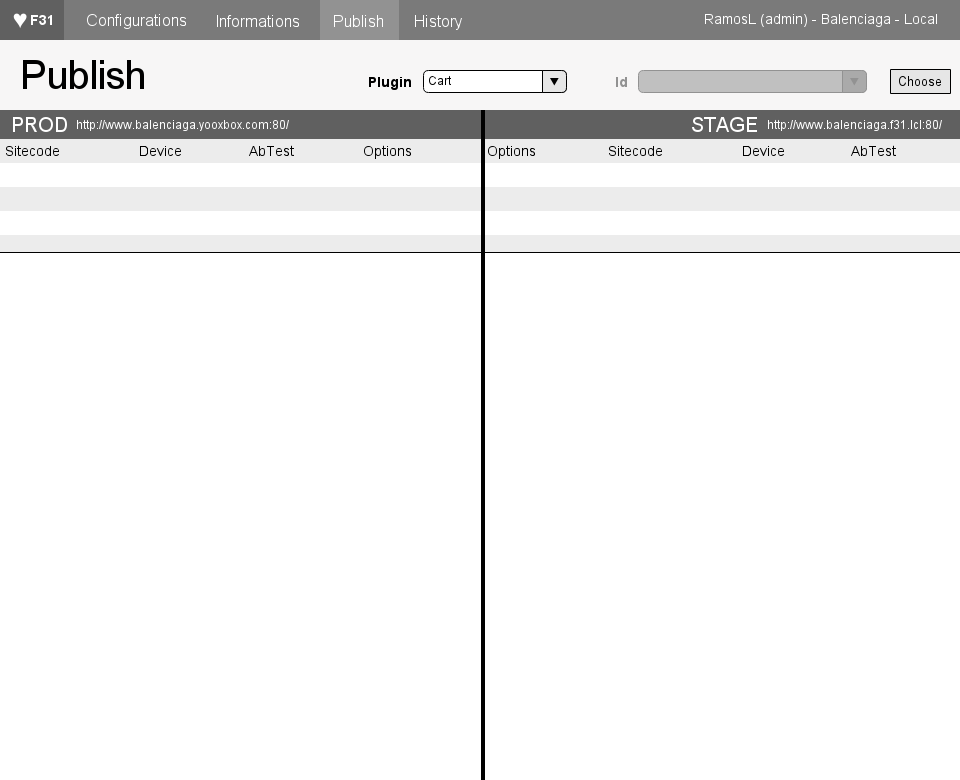 ♥ F31 Configurations Informations Publish History RamosL (admin) - Balenciaga - Local
Publish Plugin Cart Id Choose
PROD http://www.balenciaga.yooxbox.com:80/ STAGE http://www.balenciaga.f31.lcl:80/
Sitecode Device AbTest Options Options Sitecode Device AbTest